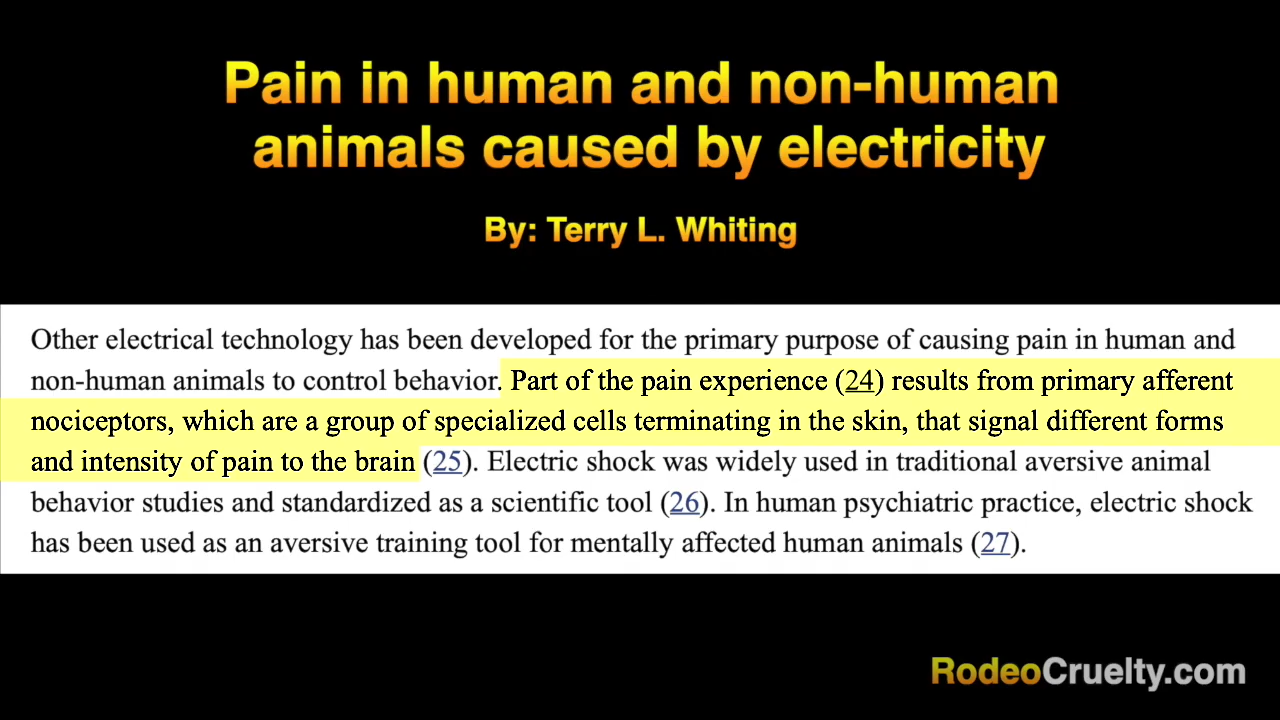 Pain in human and non-human
animals caused by electricity
By: Terry L. Whiting
Other electrical technology has been developed for the primary purpose of causing pain in human and
non-human animals to control behavior. Part of the pain experience (24) results from primary afferent
nociceptors, which are a group of specialized cells terminating in the skin, that signal different forms
and intensity of pain to the brain (25). Electric shock was widely used in traditional aversive animal
behavior studies and standardized as a scientific tool (26). In human psychiatric practice, electric shock
has been used as an aversive training tool for mentally affected human animals (27).
RodeoCruelty.com